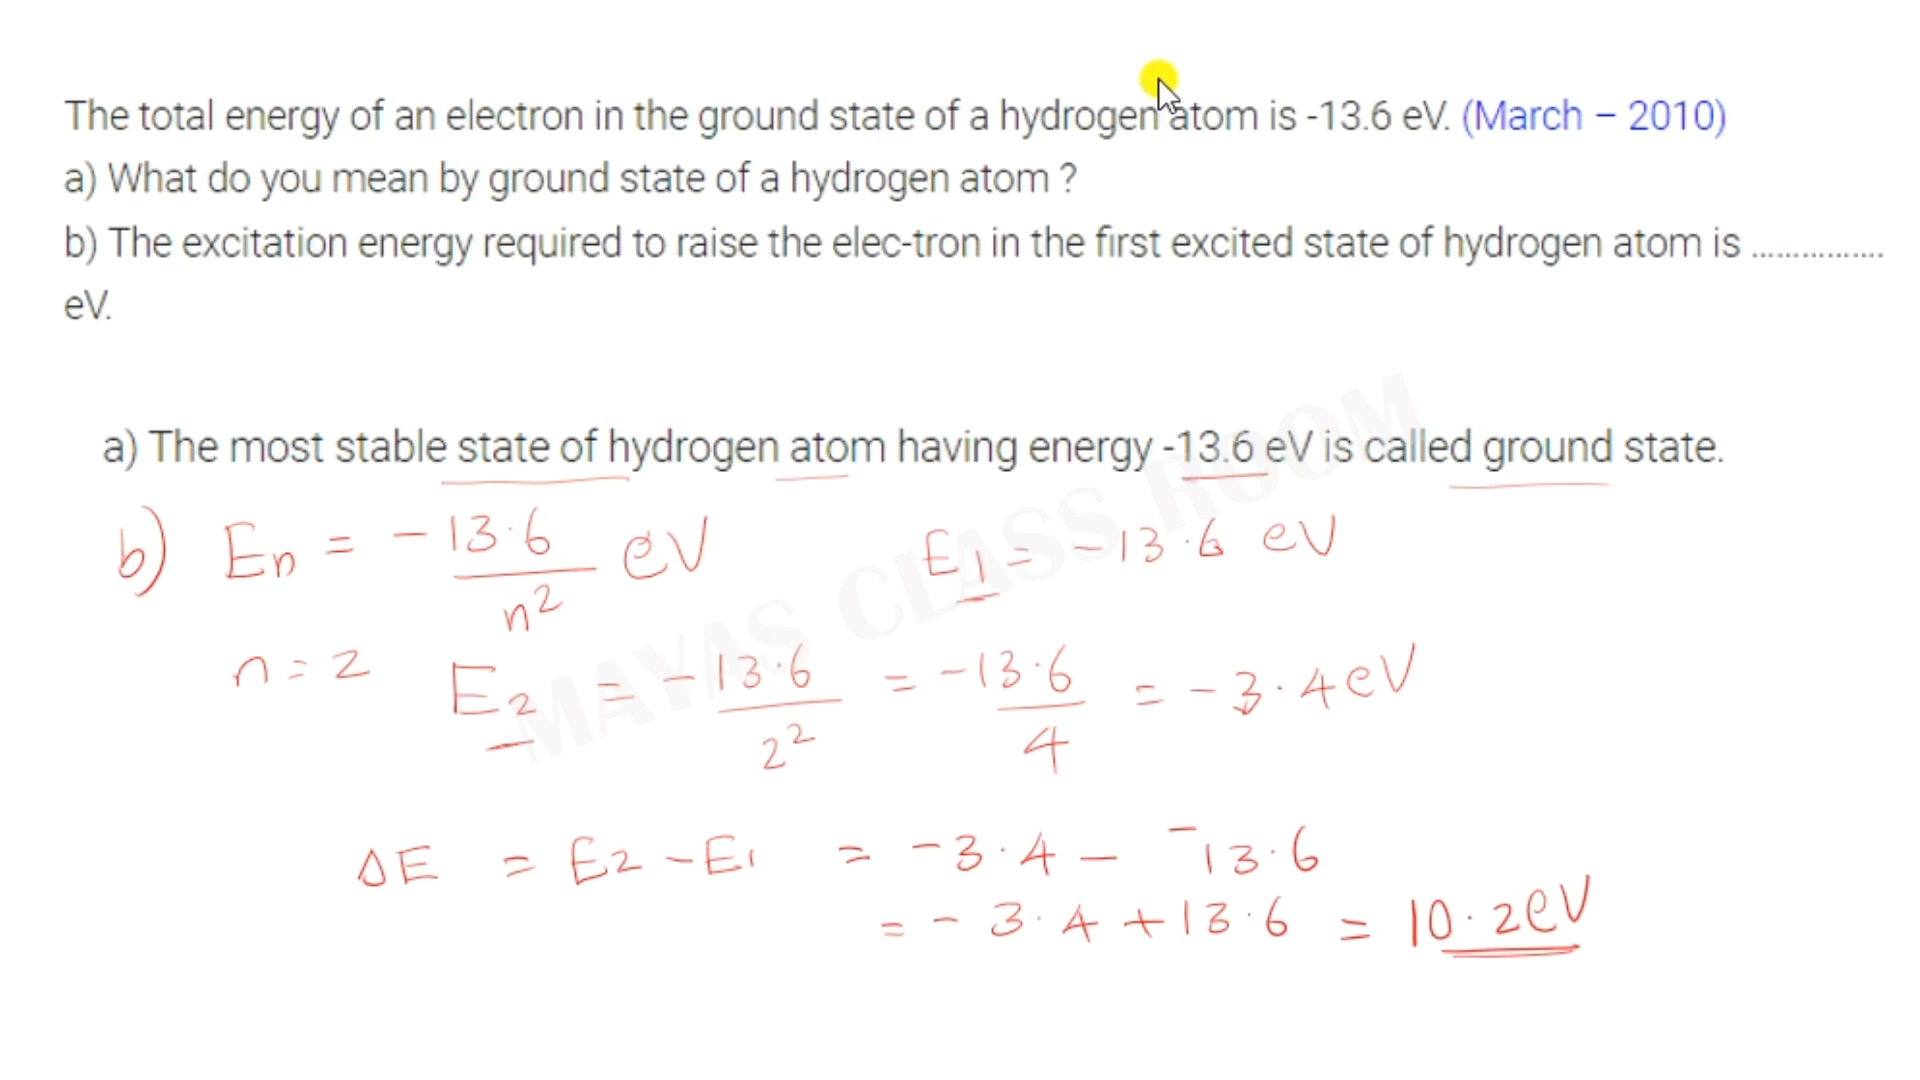 The total energy of an electron in the ground state of a hydrogen atom is -13.6 eV. (March – 2010)
a) What do you mean by ground state of a hydrogen atom ?
b) The excitation energy required to raise the elec-tron in the first excited state of hydrogen atom is ................
eV.
a) The most stable state of hydrogen atom having energy -13.6 eV is called ground state.
b) En = -13.6/n² eV E1 = -13.6 eV
n=2 E2 = -13.6/2² = -13.6/4 = -3.4eV
ΔE = E2 - E1 = -3.4 - -13.6
= -3.4 + 13.6 = 10.2eV
MAYAS CLASS ROOM